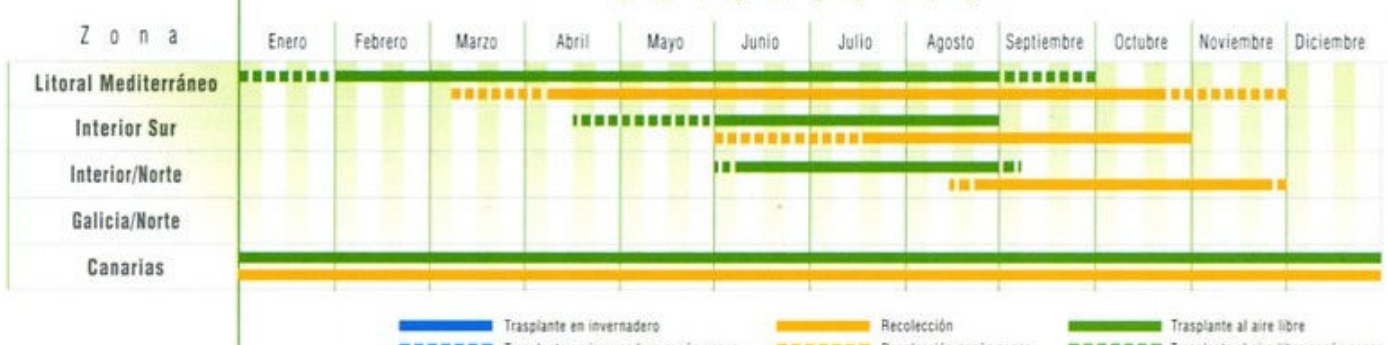 Zona Enero Febrero Marzo Abril Mayo Junio Julio Agosto Septiembre Octubre Noviembre Diciembre
Litoral Mediterráneo
Interior Sur
Interior/Norte
Galicia/Norte
Canarias
Trasplante en invernadero Recolección Trasplante al aire libre